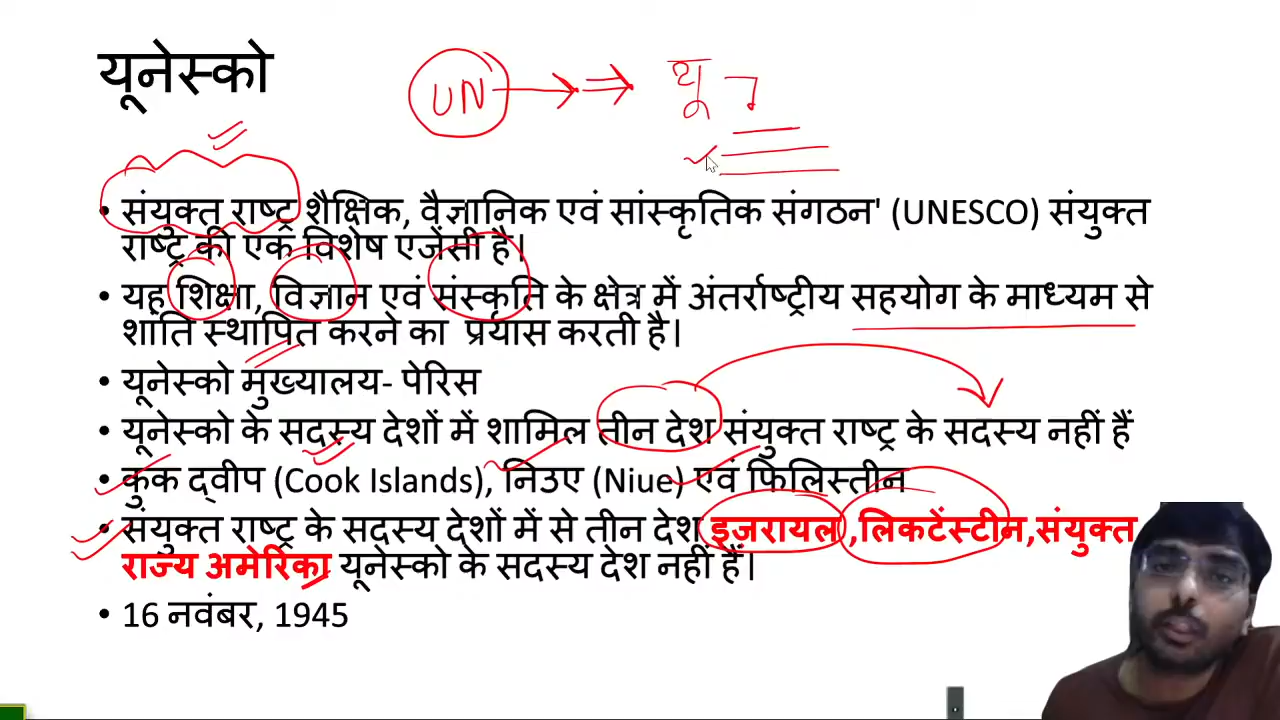 यूनेस्को
UN
यू
• संयुक्त राष्ट्र शैक्षिक, वैज्ञानिक एवं सांस्कृतिक संगठन' (UNESCO) संयुक्त
राष्ट्र की एक विशेष एजेंसी है।
• यह शिक्षा, विज्ञान एवं संस्कृति के क्षेत्र में अंतर्राष्ट्रीय सहयोग के माध्यम से
शांति स्थापित करने का प्रयास करती है।
• यूनेस्को मुख्यालय- पेरिस
• यूनेस्को के सदस्य देशों में शामिल तीन देश संयुक्त राष्ट्र के सदस्य नहीं हैं
• कुक द्वीप (Cook Islands), निउए (Niue) एवं फिलिस्तीन
• संयुक्त राष्ट्र के सदस्य देशों में से तीन देश इज़रायल ,लिकटेंस्टीन,संयुक्त
राज्य अमेरिका यूनेस्को के सदस्य देश नहीं हैं।
• 16 नवंबर, 1945